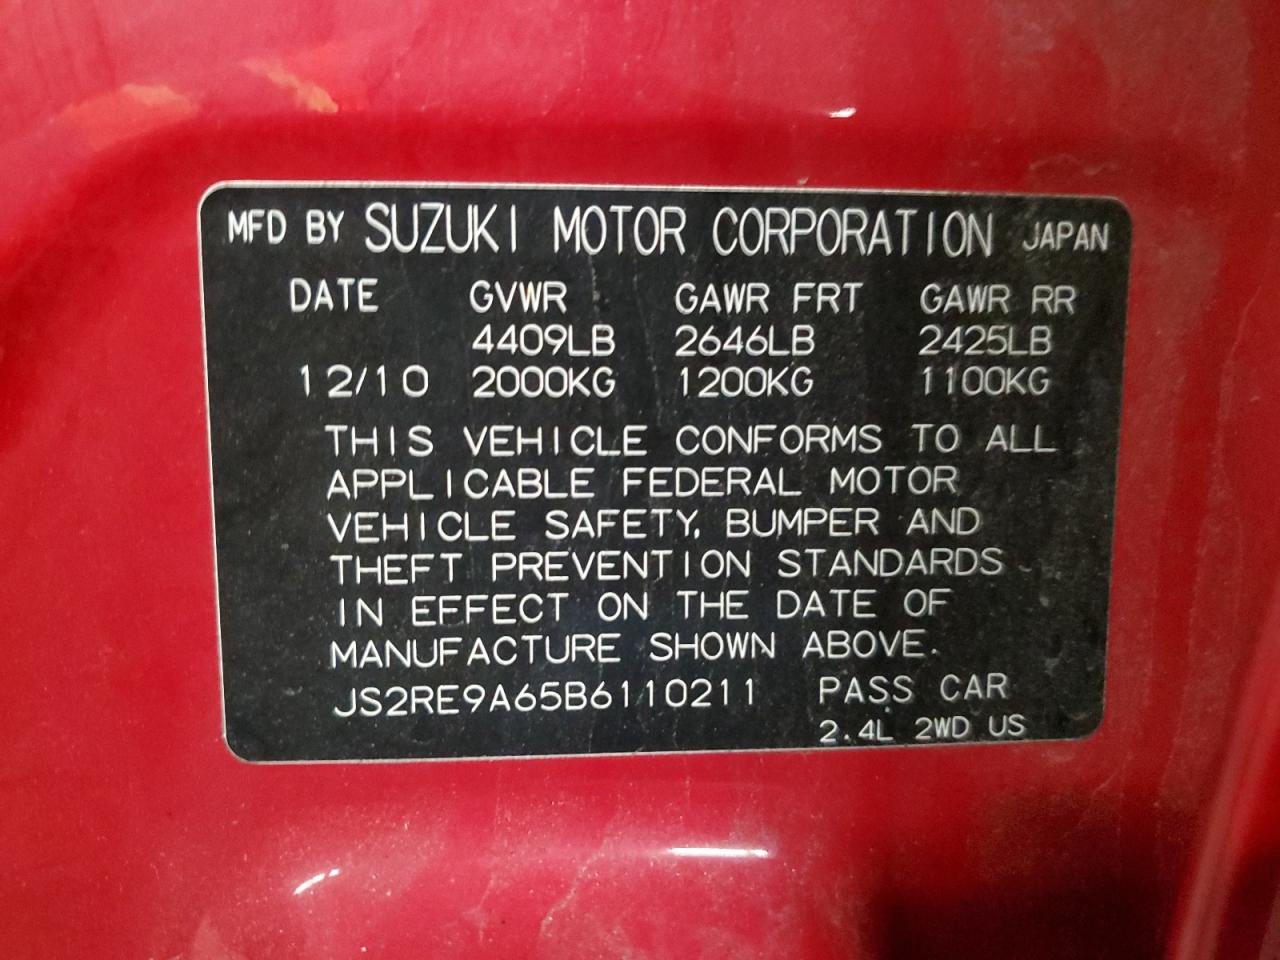 MFD BY SUZUKI MOTOR CORPORATION JAPAN
DATE GVWR GAWR FRT GAWR RR
4409LB 2646LB 2425LB
12/10 2000KG 1200KG 1100KG
THIS VEHICLE CONFORMS TO ALL
APPLICABLE FEDERAL MOTOR
VEHICLE SAFETY, BUMPER AND
THEFT PREVENTION STANDARDS
IN EFFECT ON THE DATE OF
MANUFACTURE SHOWN ABOVE.
JS2RE9A65B6110211 PASS CAR
2.4L 2WD US